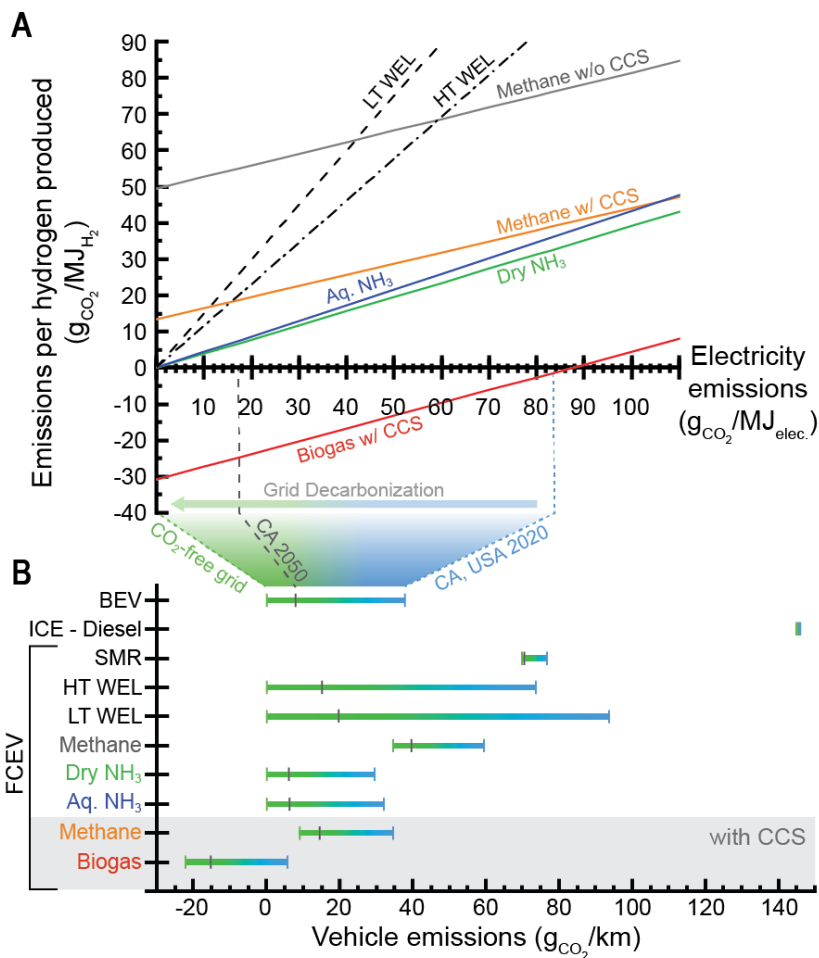 A
Emissions per hydrogen produced
(gCO₂/MJH₂)
90
80
70
60
50
40
30
20
10
0
-10
-20
-30
-40
LT WEL
HT WEL
Methane w/o CCS
Methane w/ CCS
Aq. NH₃
Dry NH₃
Biogas w/ CCS
10 20 30 40 50 60 70 80 90 100
Electricity
emissions
(gCO₂/MJelec.)
Grid Decarbonization
CO₂-free grid
CA 2050
CA, USA 2020
B
BEV
ICE - Diesel
FCEV
SMR
HT WEL
LT WEL
Methane
Dry NH₃
Aq. NH₃
Methane
Biogas
with CCS
-20 0 20 40 60 80 100 120 140
Vehicle emissions (gCO₂/km)